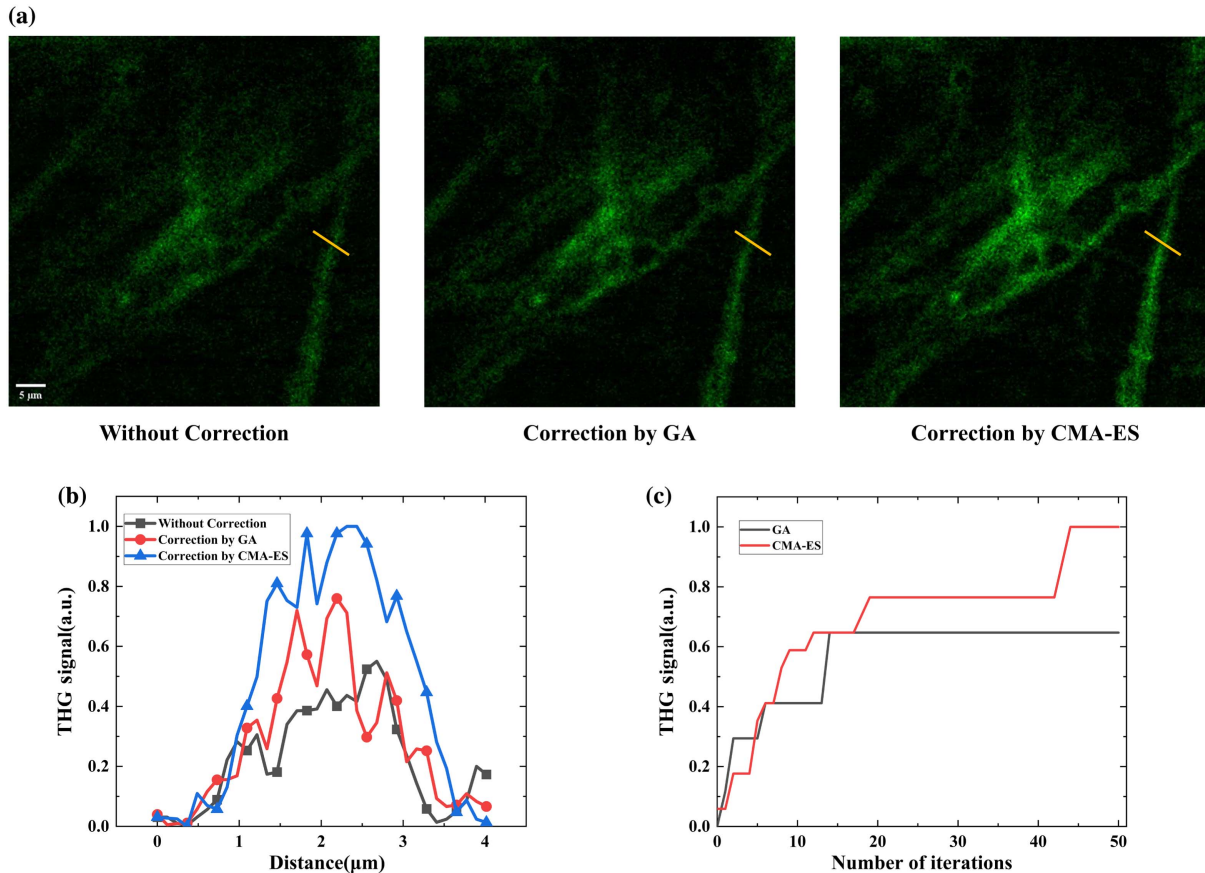 (a)
5 μm
Without Correction
Correction by GA
Correction by CMA-ES
(b)
THG signal(a.u.)
1.0
0.8
0.6
0.4
0.2
0.0
Without Correction
Correction by GA
Correction by CMA-ES
0 1 2 3 4
Distance(μm)
(c)
THG signal(a.u.)
1.0
0.8
0.6
0.4
0.2
0.0
GA
CMA-ES
0 10 20 30 40 50
Number of iterations